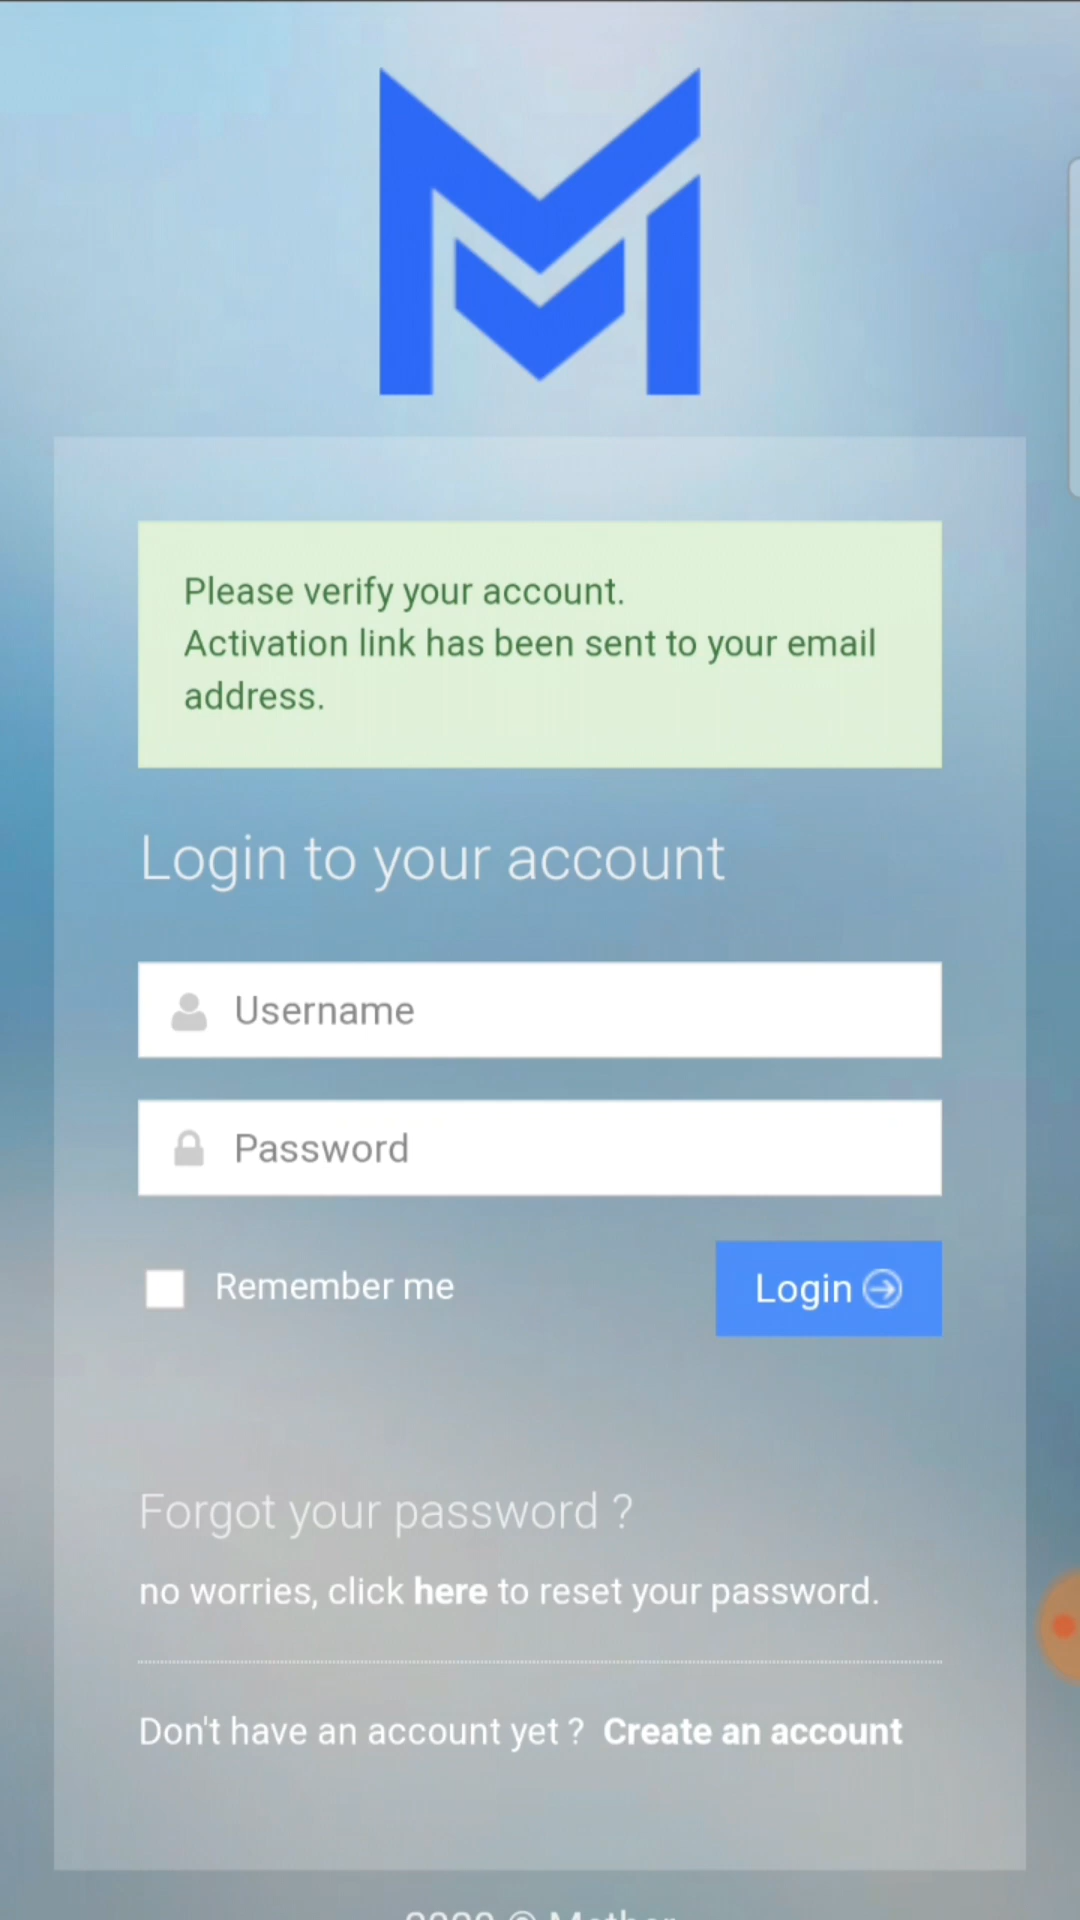 Please verify your account.
Activation link has been sent to your email
address.
Login to your account
Username
Password
Remember me
Login
Forgot your password ?
no worries, click here to reset your password.
Don't have an account yet ? Create an account